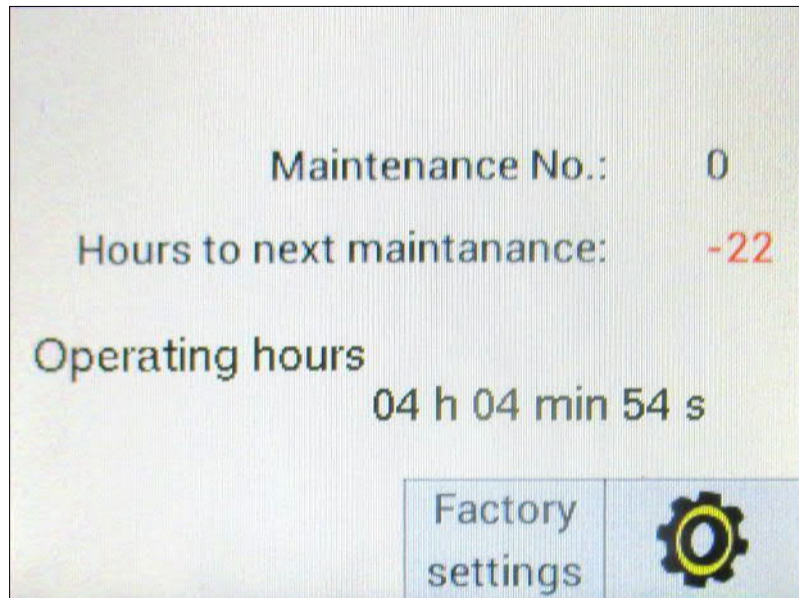 Maintenance No.: 0
Hours to next maintanance: -22
Operating hours
04 h 04 min 54 s
Factory
settings